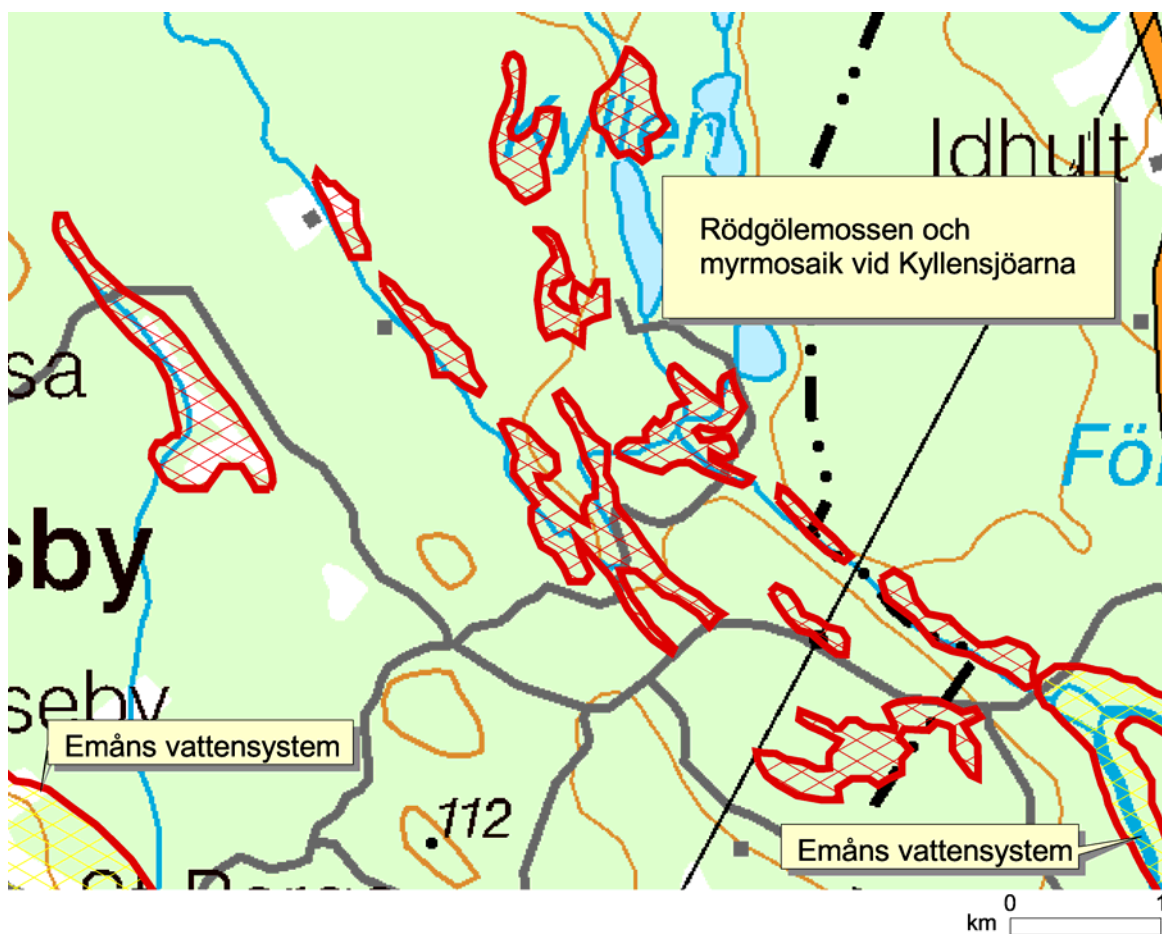 Kyllen
Idhult
Rödgölemossen och
myrmosaik vid Kyllensjöarna
sa
Fö
sby
seby
Emåns vattensystem
112
Emåns vattensystem
0 1
km